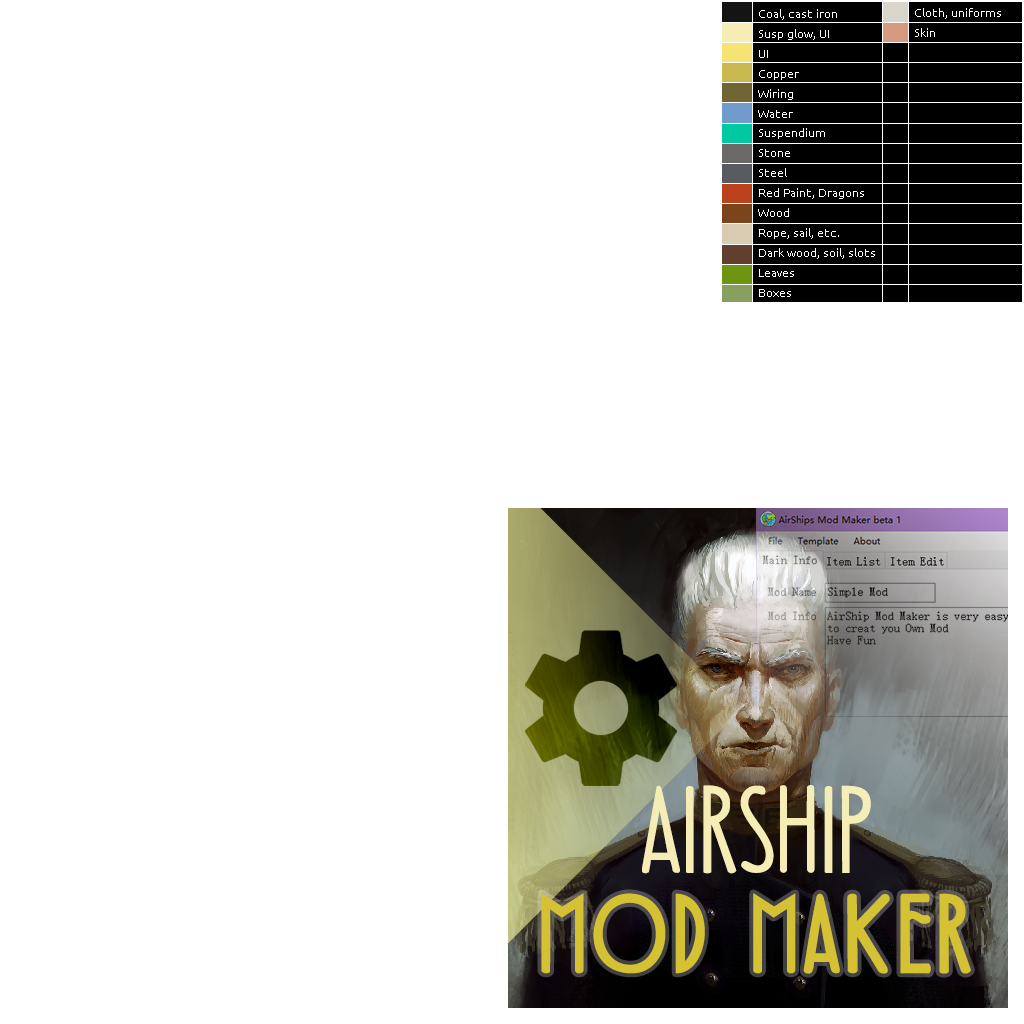 Coal, cast iron
Cloth, uniforms
Susp glow, UI
Skin
UI
Copper
Wiring
Water
Suspendium
Stone
Steel
Red Paint, Dragons
Wood
Rope, sail, etc.
Dark wood, soil, slots
Leaves
Boxes
AirShips Mod Maker beta 1
File Template About
Main Info Item List Item Edit
Mod Name Simple Mod
Mod Info AirShip Mod Maker is very easy
to creat you Own Mod
Have Fun
AIRSHIP
MOD MAKER